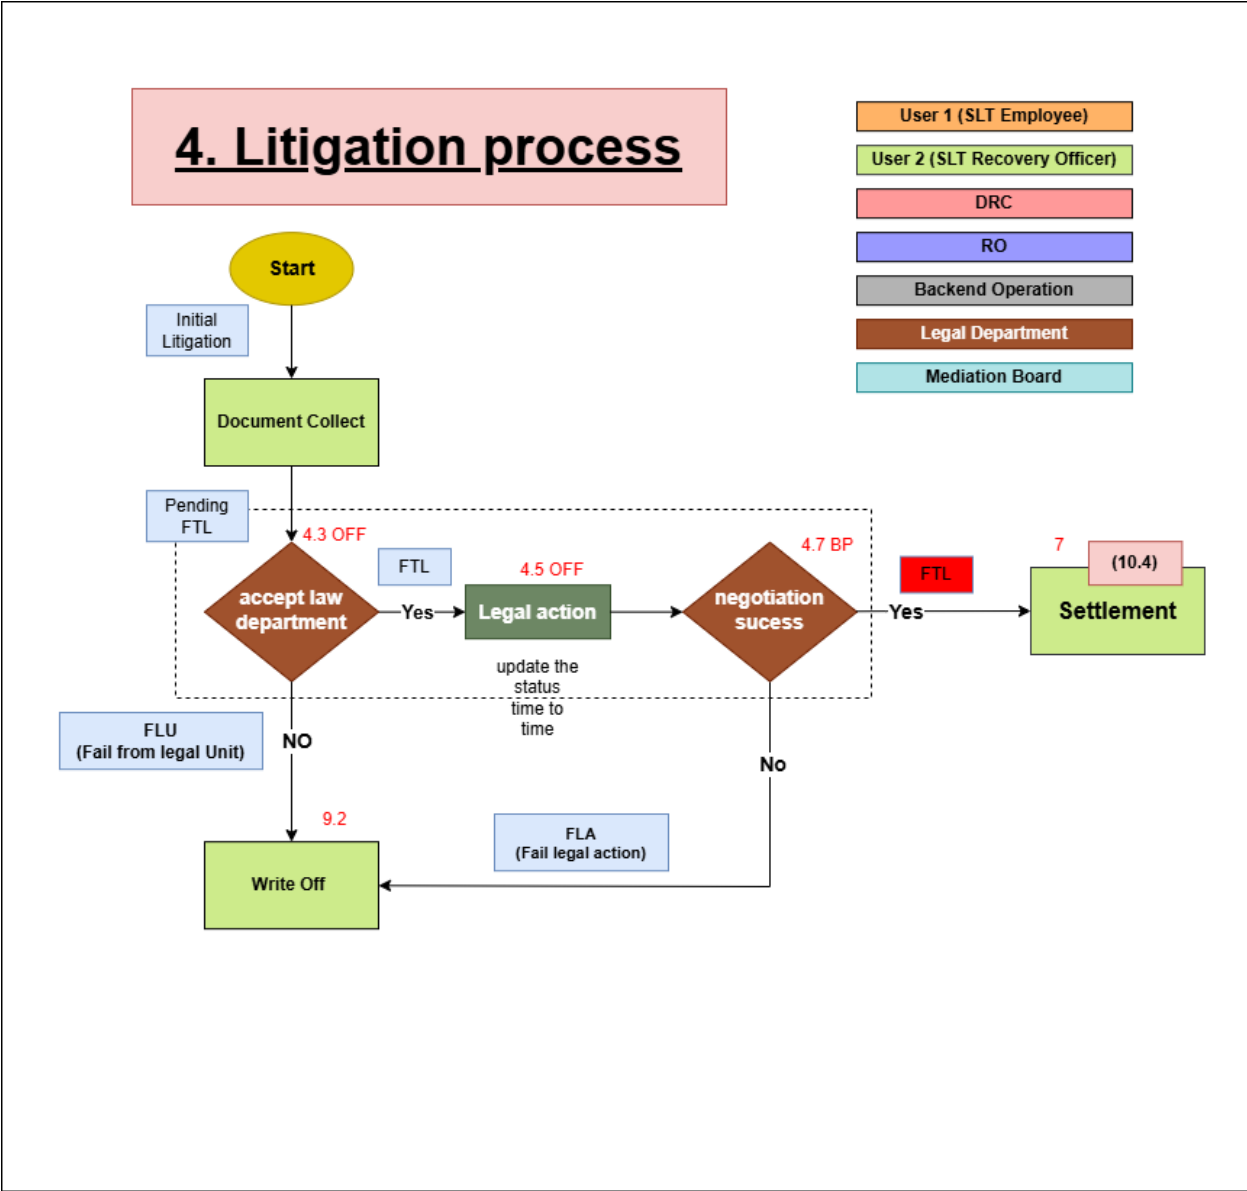 4. Litigation process
User 1 (SLT Employee)
User 2 (SLT Recovery Officer)
DRC
RO
Backend Operation
Legal Department
Mediation Board
Start
Initial
Litigation
Document Collect
Pending
FTL
4.3 OFF
accept law
department
FTL
Yes
4.5 OFF
Legal action
update the
status
time to
time
4.7 BP
negotiation
sucess
FTL
Yes
7
(10.4)
Settlement
FLU
(Fail from legal Unit)
NO
No
9.2
Write Off
FLA
(Fail legal action)